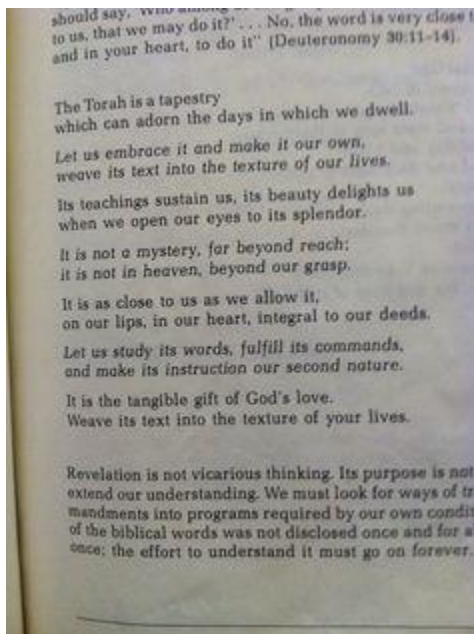 should say, 'Who among
to us, that we may do it?' . . . No, the word is very close t
and in your heart, to do it" (Deuteronomy 30:11-14).
The Torah is a tapestry
which can adorn the days in which we dwell.
Let us embrace it and make it our own,
weave its text into the texture of our lives.
Its teachings sustain us, its beauty delights us
when we open our eyes to its splendor.
It is not a mystery, far beyond reach;
it is not in heaven, beyond our grasp.
It is as close to us as we allow it,
on our lips, in our heart, integral to our deeds.
Let us study its words, fulfill its commands,
and make its instruction our second nature.
It is the tangible gift of God's love.
Weave its text into the texture of your lives.
Revelation is not vicarious thinking. Its purpose is not
extend our understanding. We must look for ways of tr
mandments into programs required by our own condit
of the biblical words was not disclosed once and for a
once; the effort to understand it must go on forever.